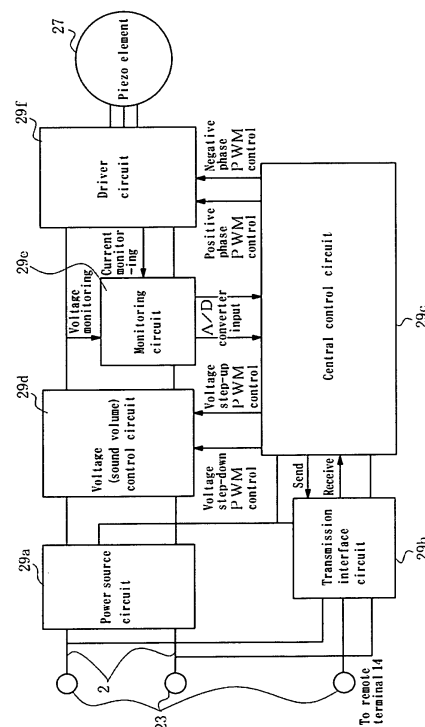 27
Piezo element
29f
Driver
circuit
Negative
phase
PWM
control
Positive
phase
PWM
control
29e
Current
monitor
-ing
Voltage
monitoring
Monitoring
circuit
A/D
converter
input
29d
Voltage
(sound volume)
control circuit
Voltage
step-up
PWM
control
Voltage
step-down
PWM
control
Central control circuit
29c
29a
Power source
circuit
Send
Receive
Transmission
interface
circuit
29b
2
23
To remote
terminal 14